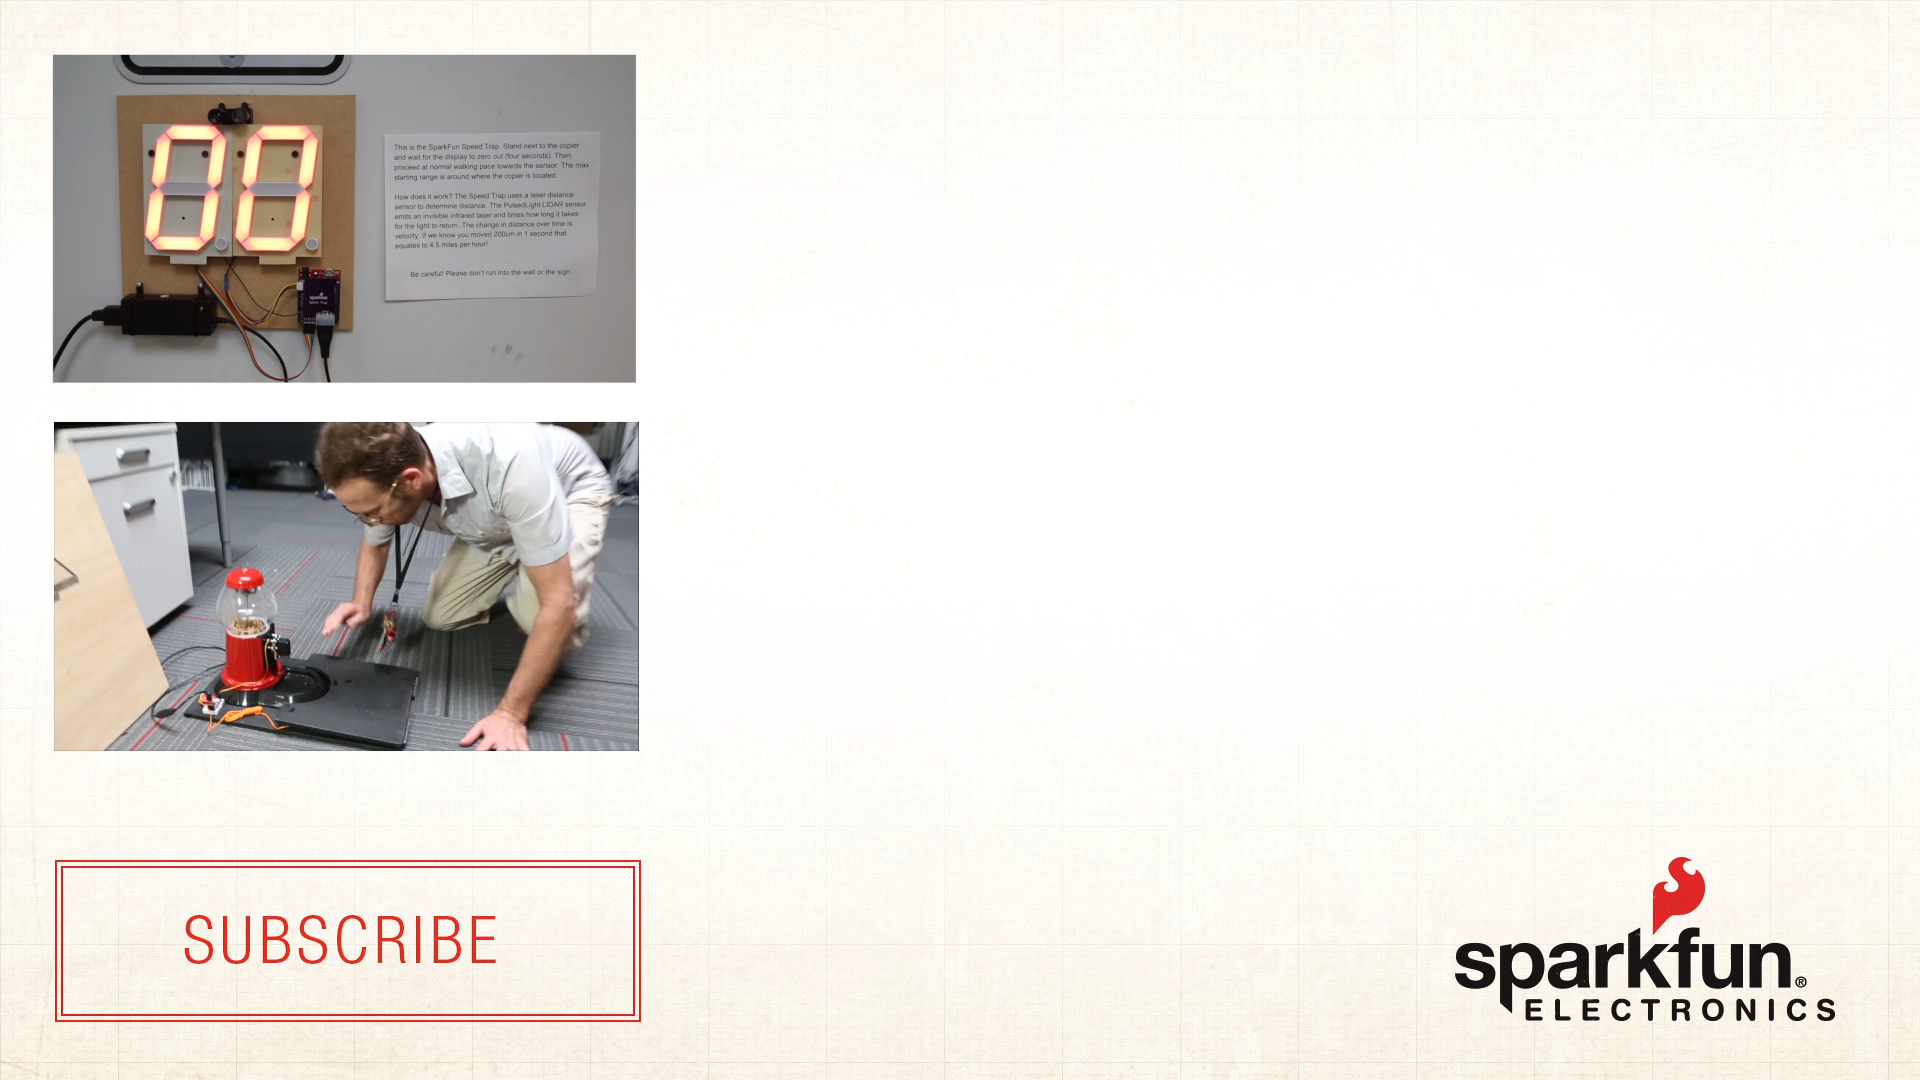 This is the SparkFun Speed Trap. Stand next to the copier
and wait for the display to zero out (four seconds). Then
proceed at normal walking pace towards the sensor. The max
starting range is around where the copier is located.
How does it work? The Speed Trap uses a laser distance
sensor to determine distance. The PulsedLight LIDAR sensor
emits an invisible infrared laser and times how long it takes
for the light to return. The change in distance over time is
velocity. If we know you moved 200cm in 1 second that
equates to 4.5 miles per hour!
Be careful! Please don't run into the wall or the sign.
00
sparkfun
Speed Trap
SUBSCRIBE
sparkfun®
ELECTRONICS